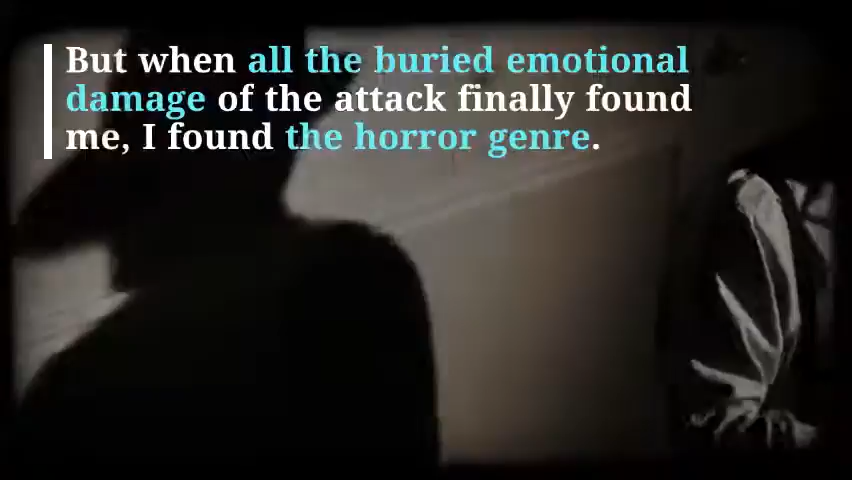 But when all the buried emotional
damage of the attack finally found
me, I found the horror genre.